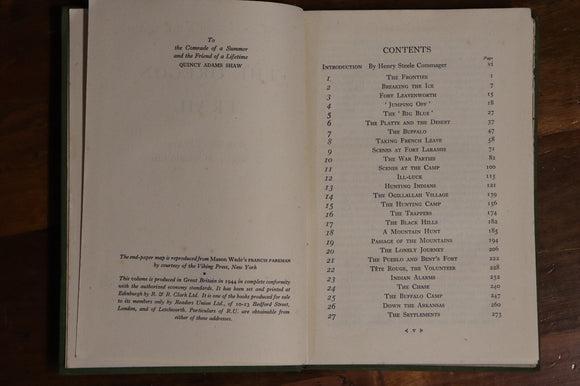 To
the Comrade of a Summer
and the Friend of a Lifetime
QUINCY ADAMS SHAW
The end-paper map is reproduced from Mason Wade's FRANCIS PARKMAN
by courtesy of the Viking Press, New York
This volume is produced in Great Britain in 1944 in complete conformity
with the authorized economy standards. It has been set and printed at
Edinburgh by R. & R. Clark Ltd. It is one of the books produced for sale
to its members only by Readers Union Ltd., of 10-13 Bedford Street,
London, and of Letchworth. Particulars of R.U. are obtainable from
either of those addresses.
CONTENTS
Page
INTRODUCTION By Henry Steele Commager vi
1 THE FRONTIER 1
2 BREAKING THE ICE 7
3 FORT LEAVENWORTH 15
4 'JUMPING OFF' 18
5 THE 'BIG BLUE' 27
6 THE PLATTE AND THE DESERT 37
7 THE BUFFALO 47
8 TAKING FRENCH LEAVE 58
9 SCENES AT FORT LARAMIE 71
10 THE WAR PARTIES 82
11 SCENES AT THE CAMP 100
12 ILL-LUCK 115
13 HUNTING INDIANS 121
14 THE OGILLALLAH VILLAGE 139
15 THE HUNTING CAMP 156
16 THE TRAPPERS 174
17 THE BLACK HILLS 182
18 A MOUNTAIN HUNT 185
19 PASSAGE OF THE MOUNTAINS 194
20 THE LONELY JOURNEY 206
21 THE PUEBLO AND BENT'S FORT 222
22 TÊTE ROUGE, THE VOLUNTEER 228
23 INDIAN ALARMS 232
24 THE CHASE 240
25 THE BUFFALO CAMP 247
26 DOWN THE ARKANSAS 260
27 THE SETTLEMENTS 273
< v >